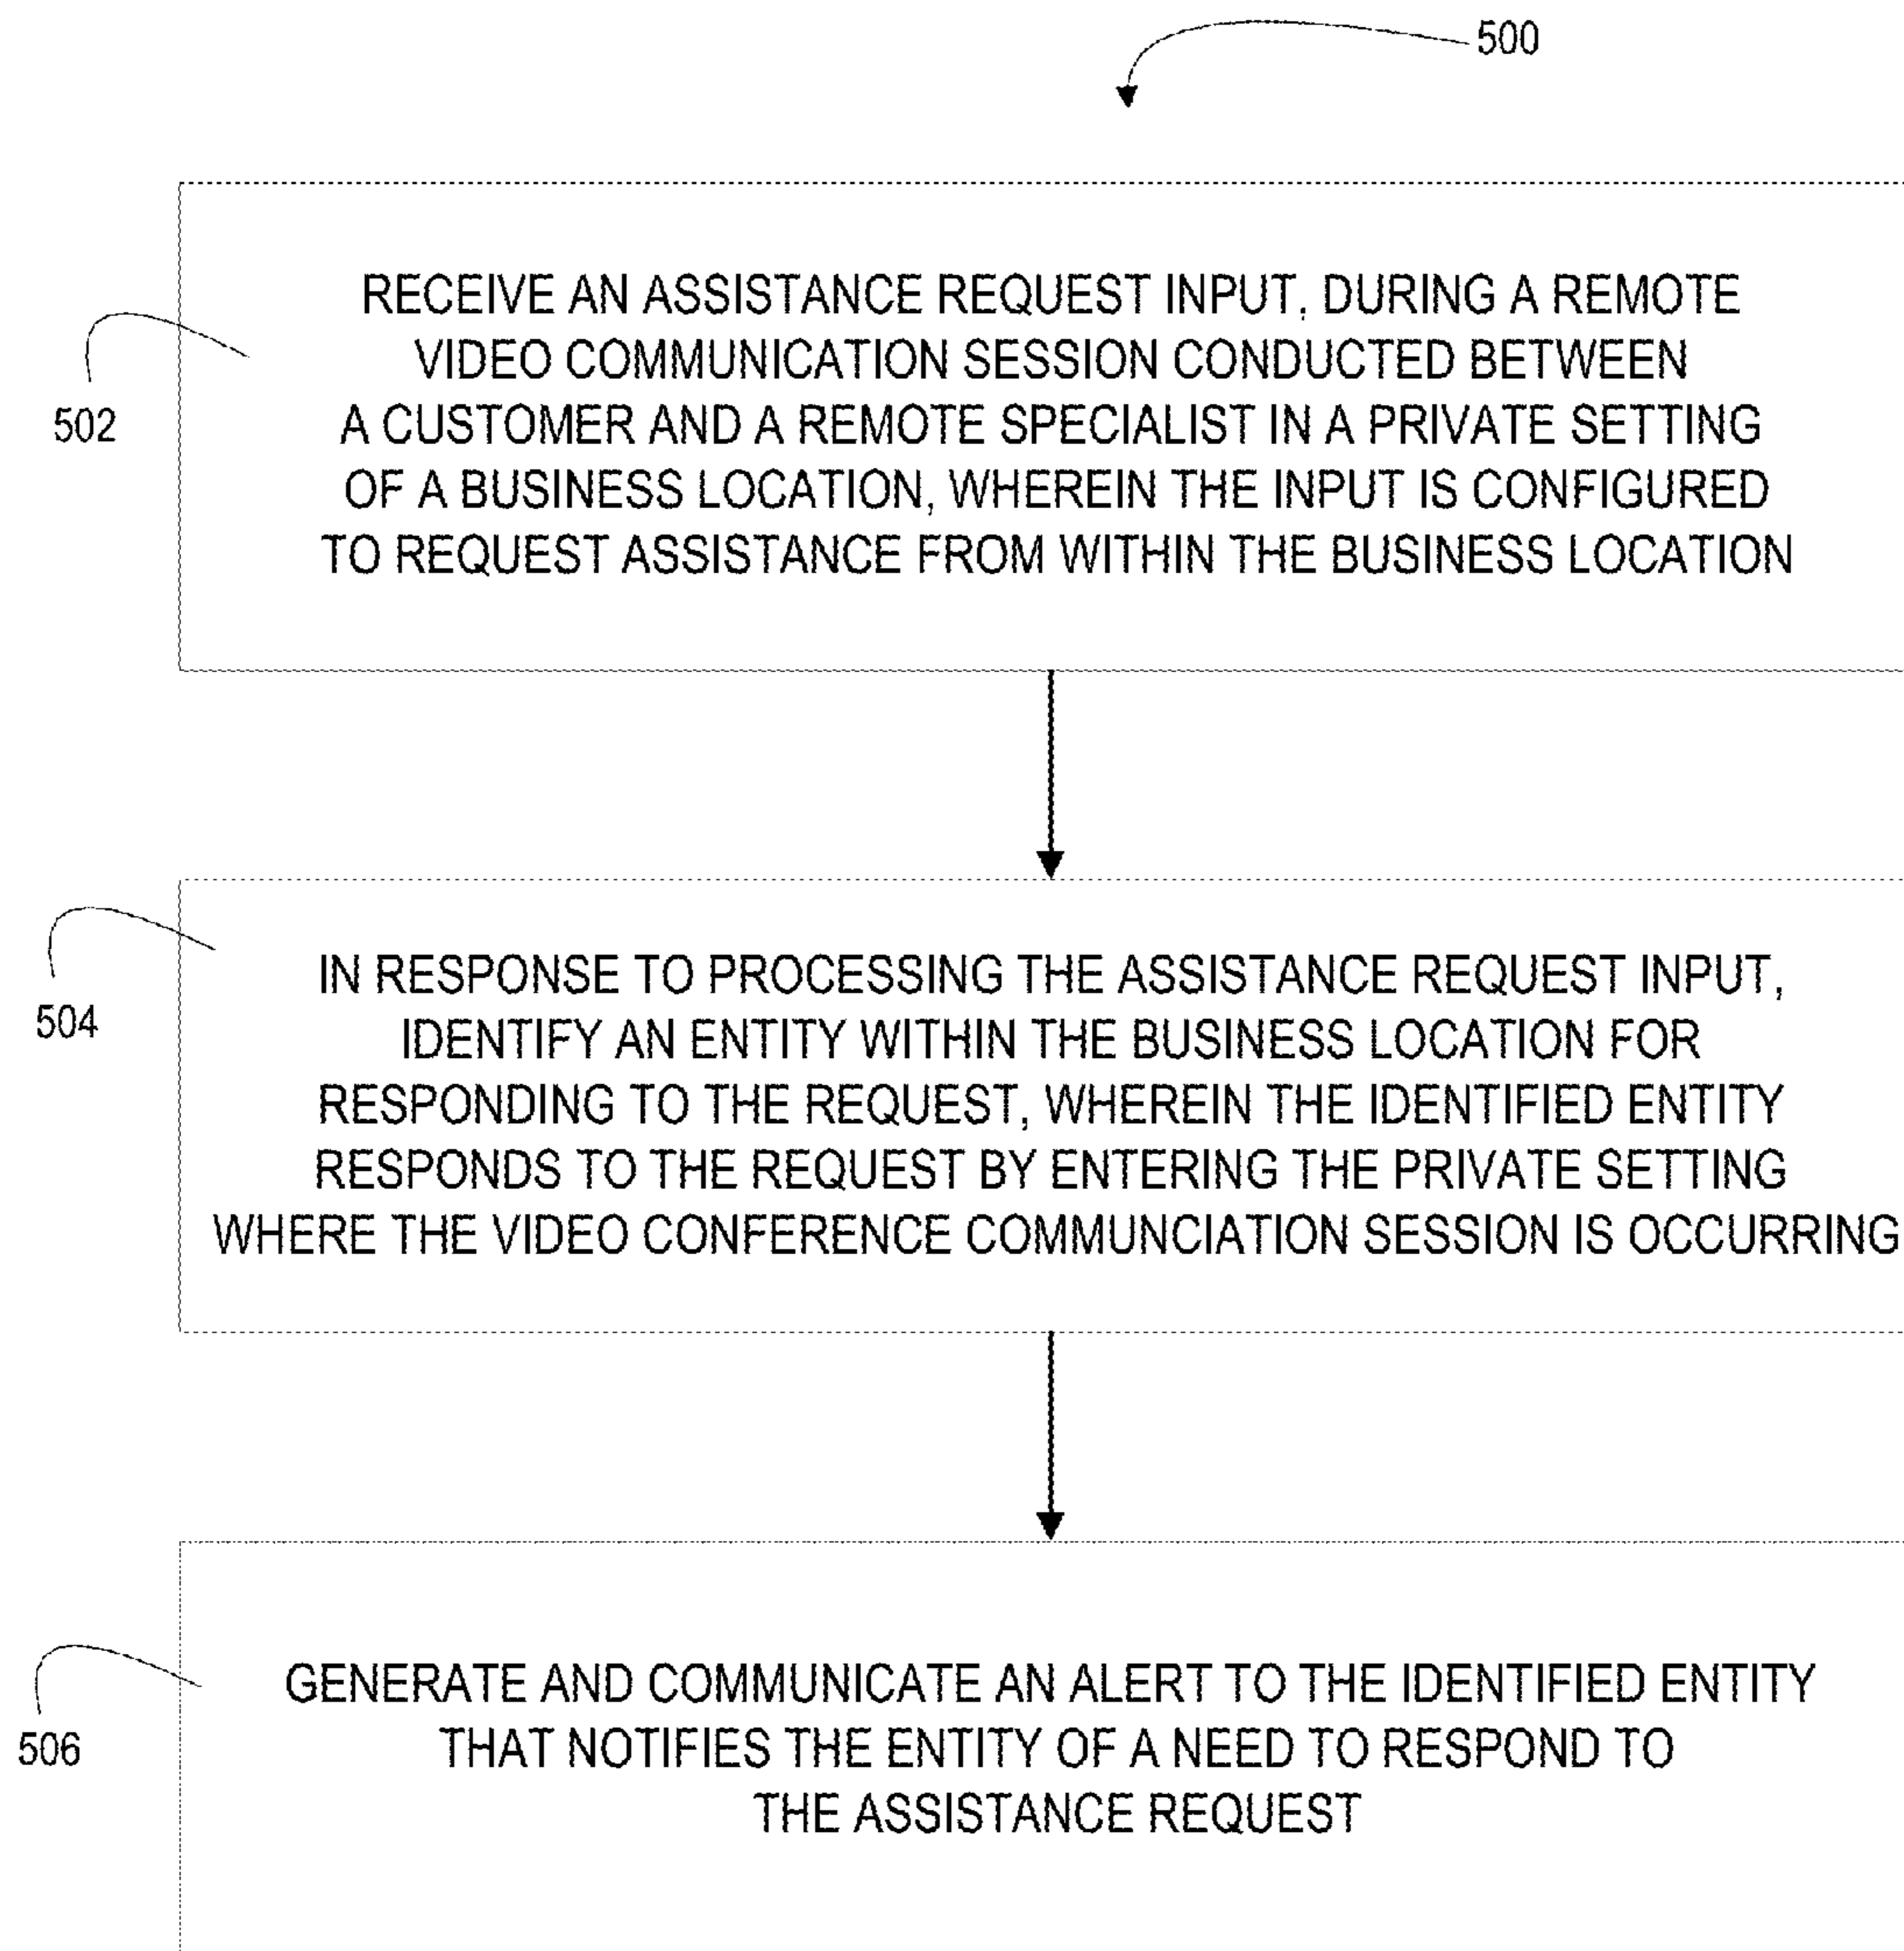 500
RECEIVE AN ASSISTANCE REQUEST INPUT, DURING A REMOTE
VIDEO COMMUNICATION SESSION CONDUCTED BETWEEN
A CUSTOMER AND A REMOTE SPECIALIST IN A PRIVATE SETTING
OF A BUSINESS LOCATION, WHEREIN THE INPUT IS CONFIGURED
TO REQUEST ASSISTANCE FROM WITHIN THE BUSINESS LOCATION
502
IN RESPONSE TO PROCESSING THE ASSISTANCE REQUEST INPUT,
IDENTIFY AN ENTITY WITHIN THE BUSINESS LOCATION FOR
RESPONDING TO THE REQUEST, WHEREIN THE IDENTIFIED ENTITY
RESPONDS TO THE REQUEST BY ENTERING THE PRIVATE SETTING
WHERE THE VIDEO CONFERENCE COMMUNCIATION SESSION IS OCCURRING
504
GENERATE AND COMMUNICATE AN ALERT TO THE IDENTIFIED ENTITY
THAT NOTIFIES THE ENTITY OF A NEED TO RESPOND TO
THE ASSISTANCE REQUEST
506